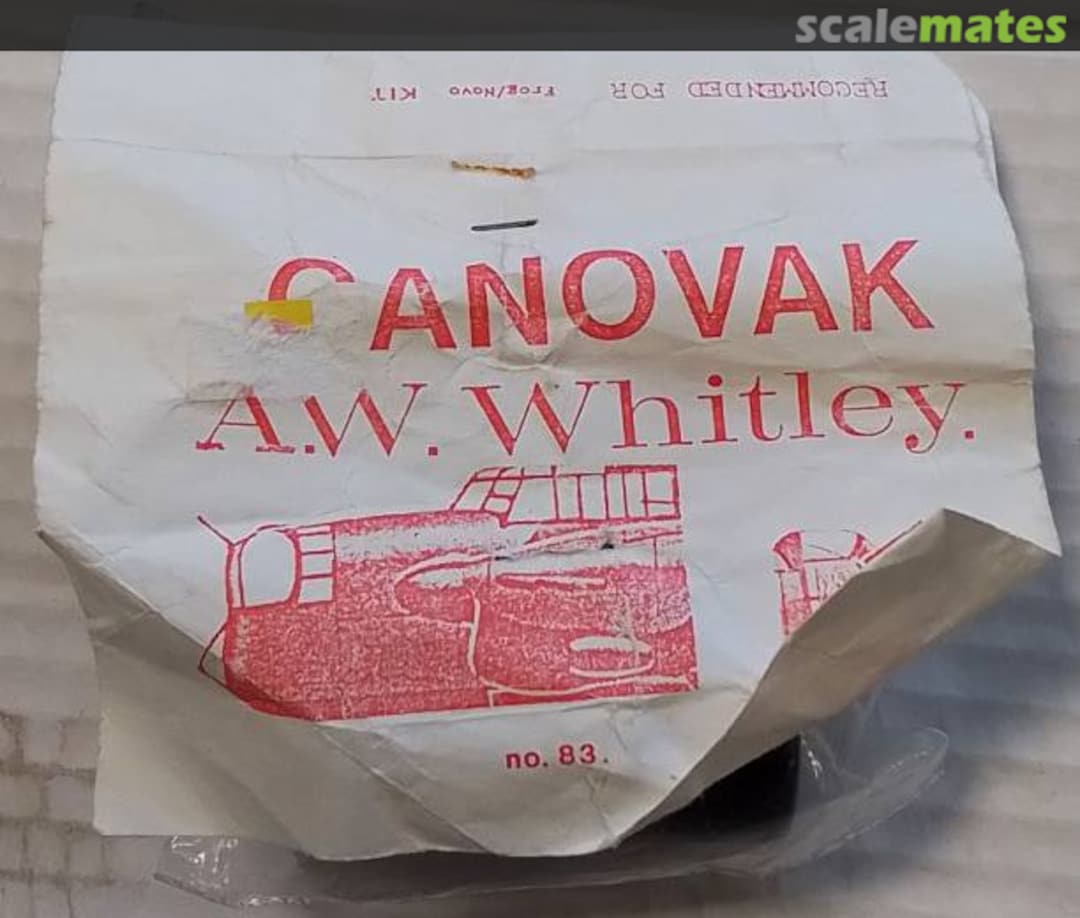 scalemates
RECOMMENDED FOR Frog/Novo KIT.
CANOVAK
A.W. Whitley.
no. 83.